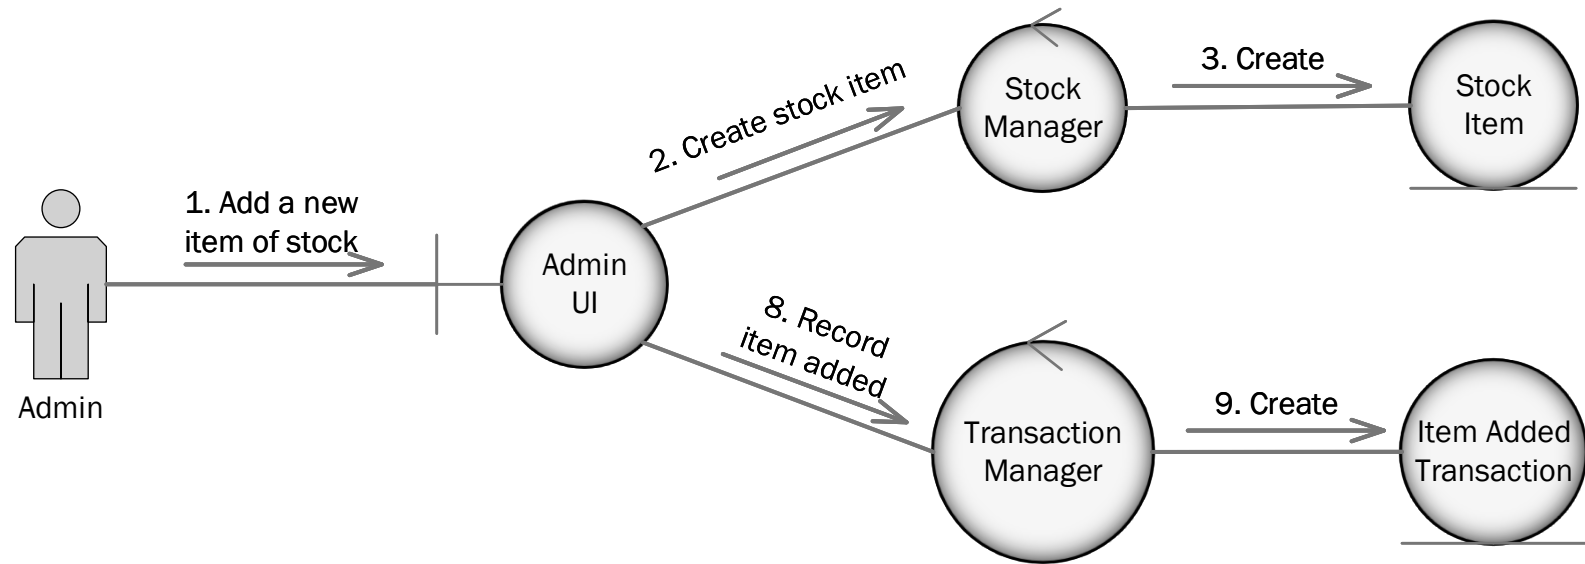 1. Add a new
item of stock
Admin
Admin
UI
2. Create stock item
Stock
Manager
3. Create
Stock
Item
8. Record
item added
Transaction
Manager
9. Create
Item Added
Transaction